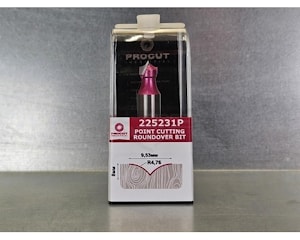 PROCUT
225231P
POINT CUTTING
ROUNDOVER BIT
9,53mm
R4,76